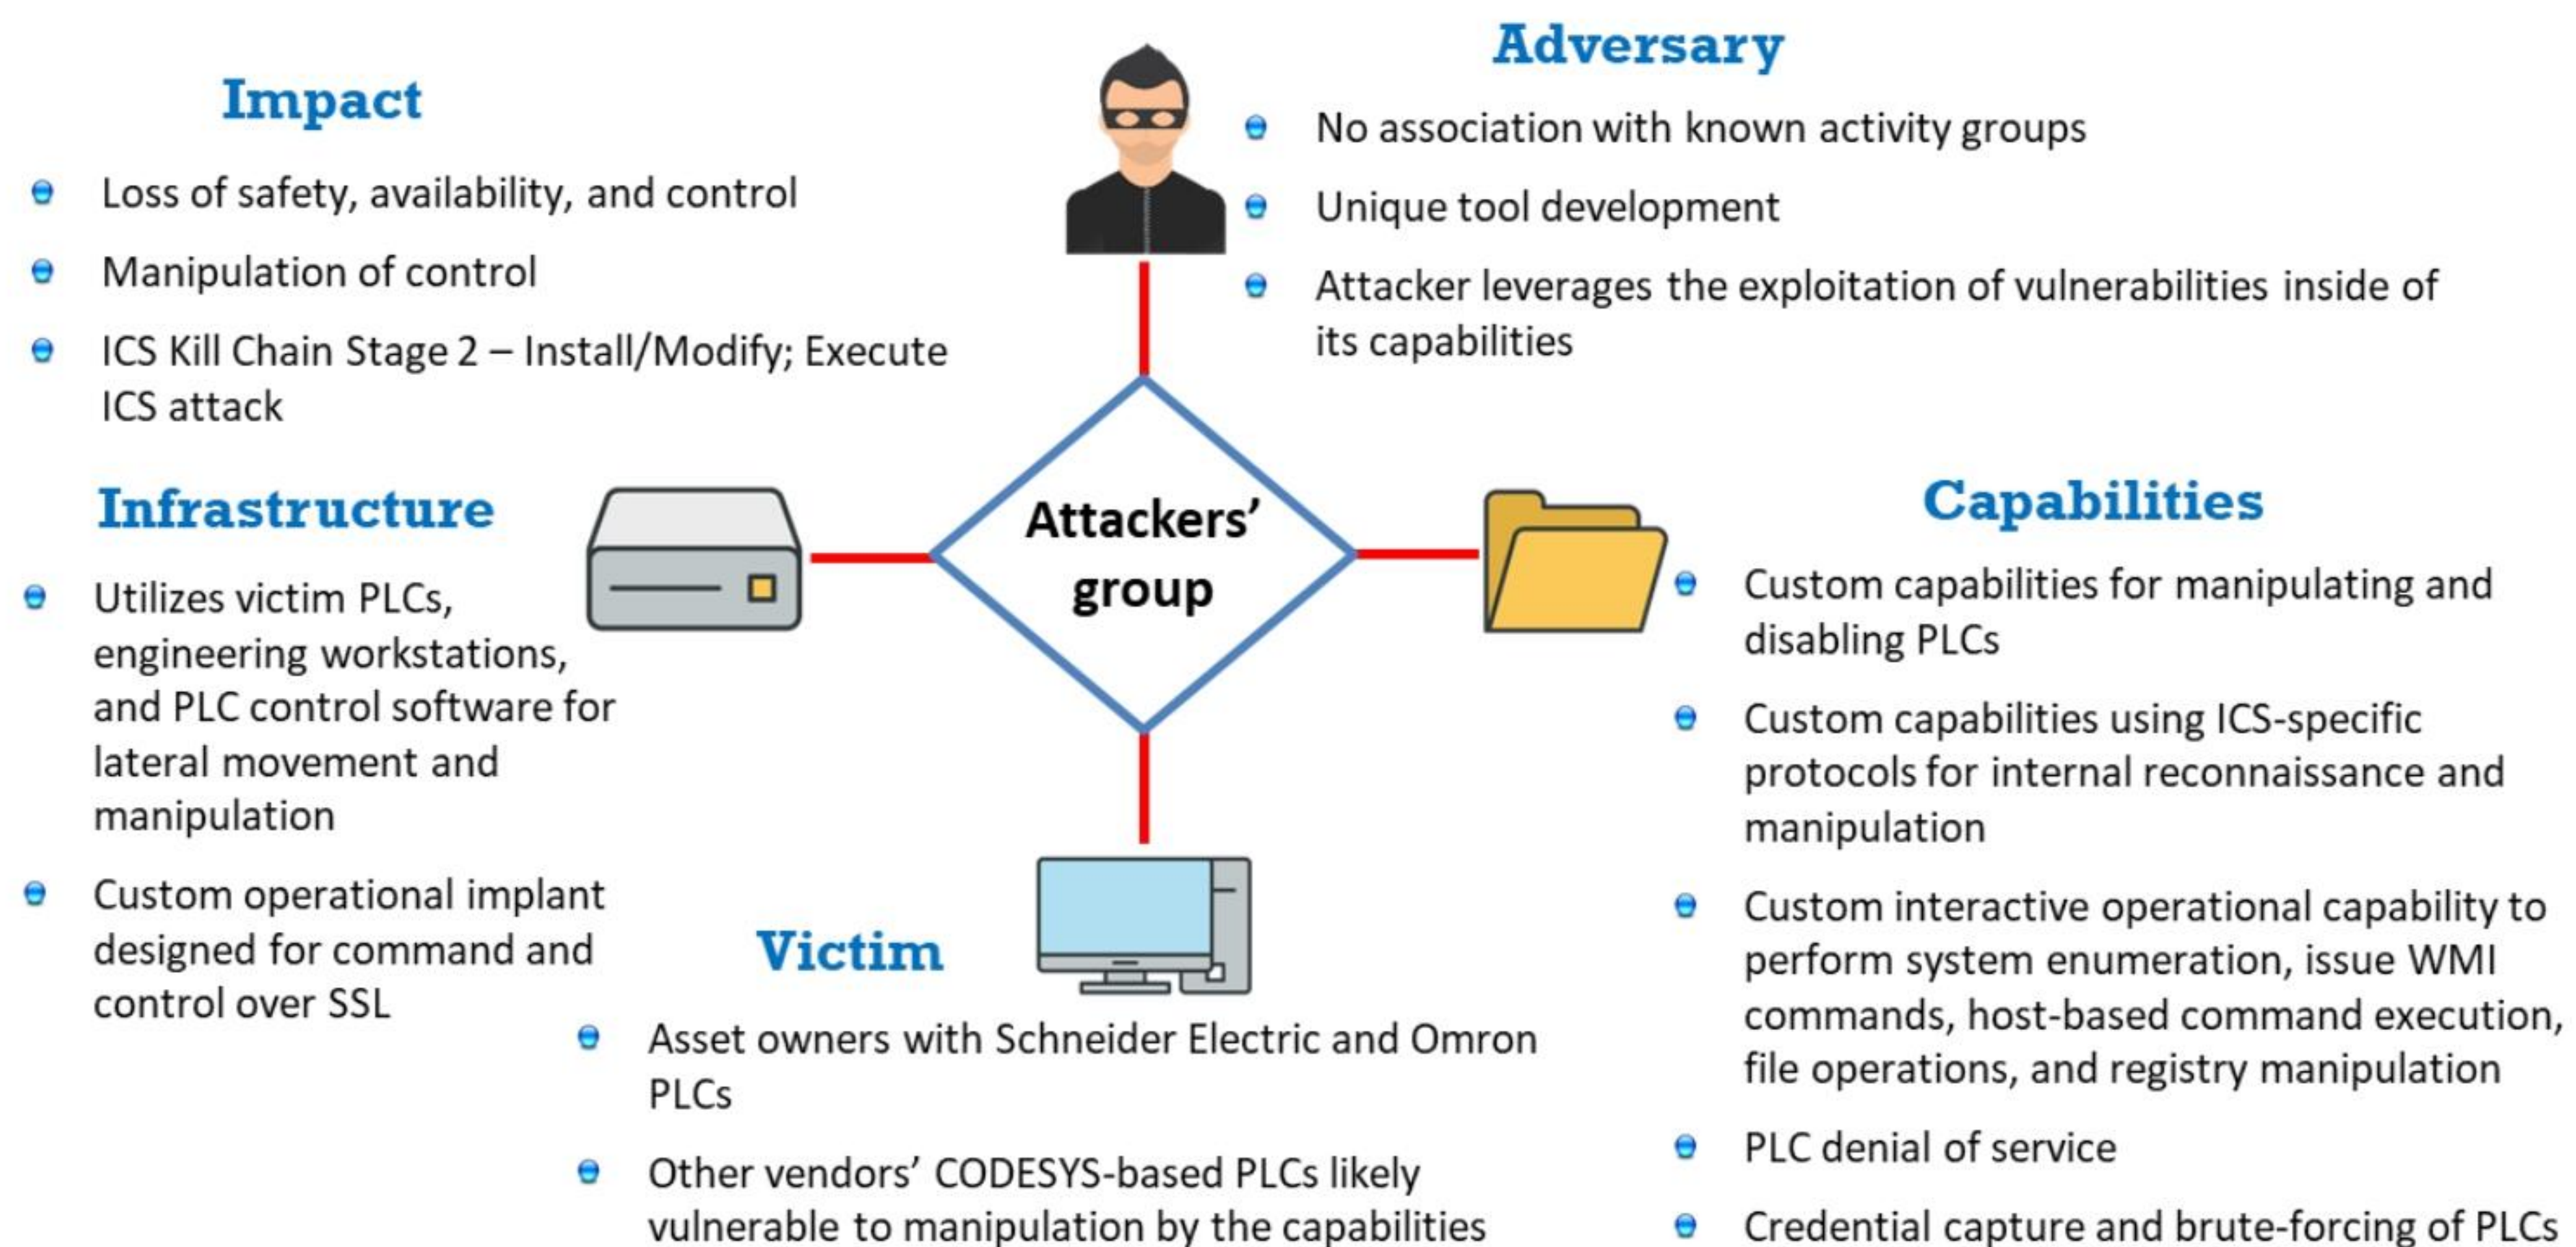 Impact
Loss of safety, availability, and control
Manipulation of control
ICS Kill Chain Stage 2 – Install/Modify; Execute
ICS attack
Adversary
No association with known activity groups
Unique tool development
Attacker leverages the exploitation of vulnerabilities inside of
its capabilities
Infrastructure
Utilizes victim PLCs,
engineering workstations,
and PLC control software for
lateral movement and
manipulation
Custom operational implant
designed for command and
control over SSL
Attackers’
group
Capabilities
Custom capabilities for manipulating and
disabling PLCs
Custom capabilities using ICS-specific
protocols for internal reconnaissance and
manipulation
Custom interactive operational capability to
perform system enumeration, issue WMI
commands, host-based command execution,
file operations, and registry manipulation
PLC denial of service
Credential capture and brute-forcing of PLCs
Victim
Asset owners with Schneider Electric and Omron
PLCs
Other vendors’ CODESYS-based PLCs likely
vulnerable to manipulation by the capabilities